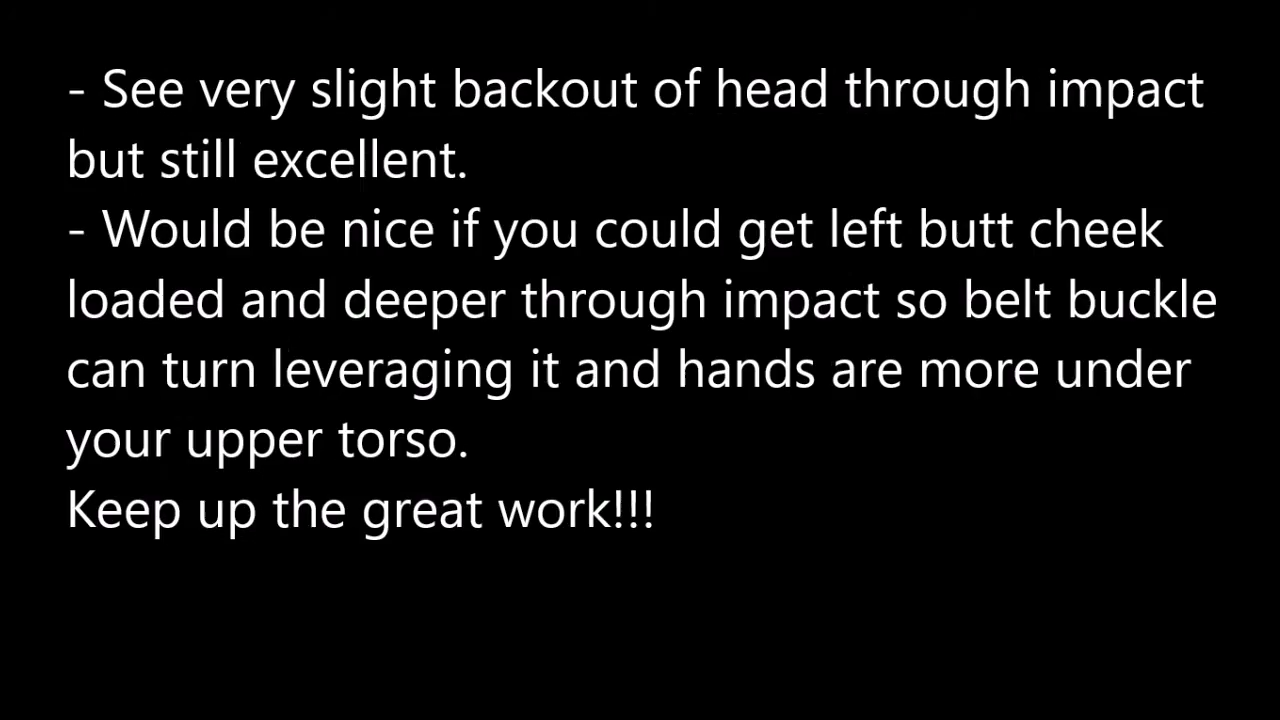 - See very slight backout of head through impact
but still excellent.
- Would be nice if you could get left butt cheek
loaded and deeper through impact so belt buckle
can turn leveraging it and hands are more under
your upper torso.
Keep up the great work!!!